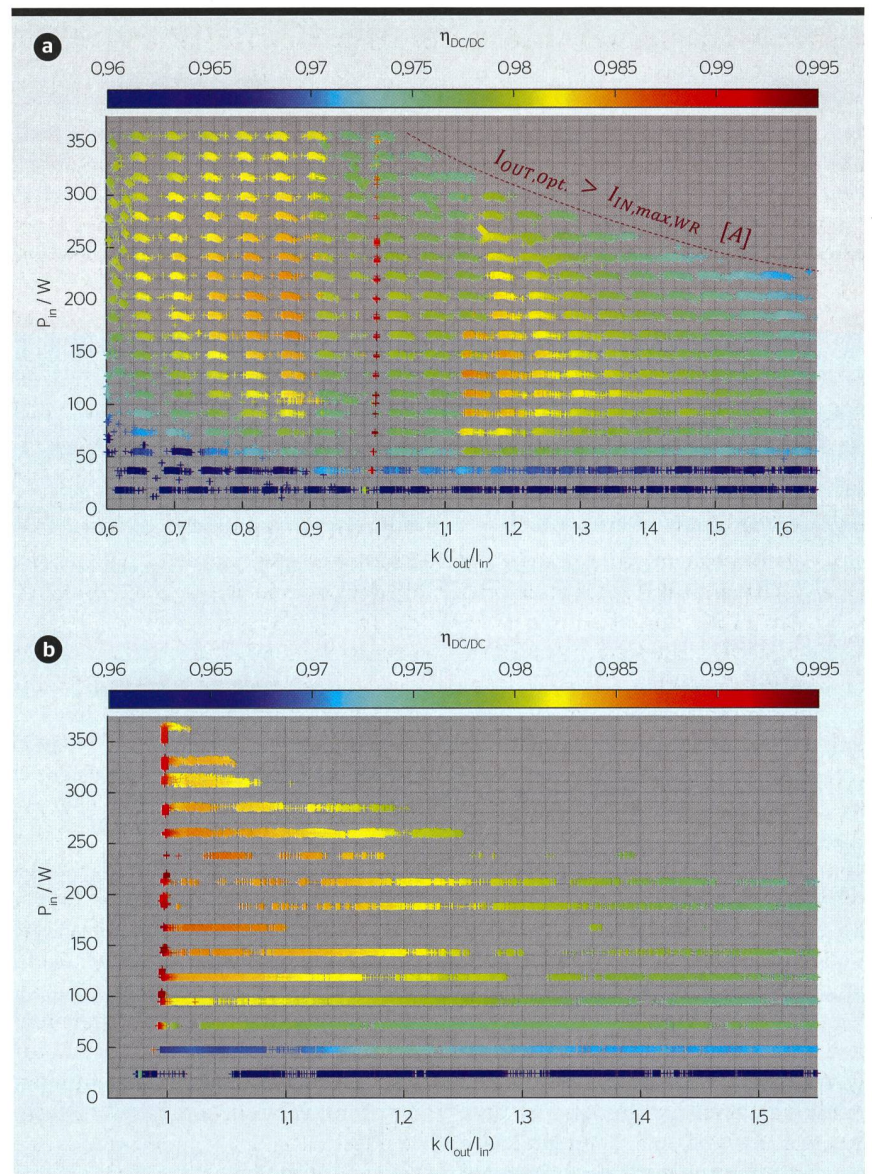 a
η_DC/DC
0,96 0,965 0,97 0,975 0,98 0,985 0,99 0,995
I_OUT,Opt. > I_IN,max,WR [A]
P_in / W
350
300
250
200
150
100
50
0
0,6 0,7 0,8 0,9 1 1,1 1,2 1,3 1,4 1,5 1,6
k (I_out/I_in)
b
η_DC/DC
0,96 0,965 0,97 0,975 0,98 0,985 0,99 0,995
P_in / W
350
300
250
200
150
100
50
0
1 1,1 1,2 1,3 1,4 1,5
k (I_out/I_in)